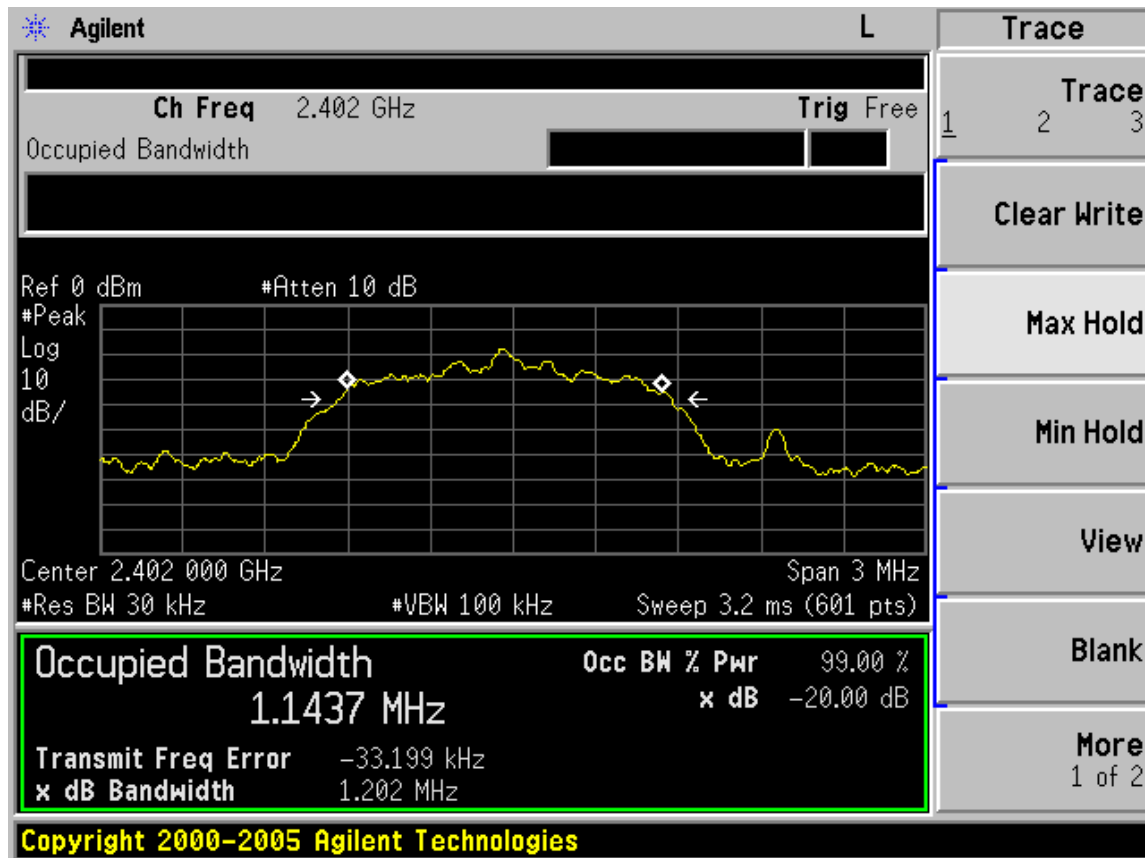 Agilent L
Ch Freq 2.402 GHz Trig Free
Occupied Bandwidth
Ref 0 dBm #Atten 10 dB
#Peak
Log
10
dB/
Center 2.402 000 GHz Span 3 MHz
#Res BW 30 kHz #VBW 100 kHz Sweep 3.2 ms (601 pts)
Occupied Bandwidth
1.1437 MHz
Occ BW % Pwr 99.00 %
x dB -20.00 dB
Transmit Freq Error -33.199 kHz
x dB Bandwidth 1.202 MHz
Copyright 2000-2005 Agilent Technologies
Trace
Trace
1 2 3
Clear Write
Max Hold
Min Hold
View
Blank
More
1 of 2